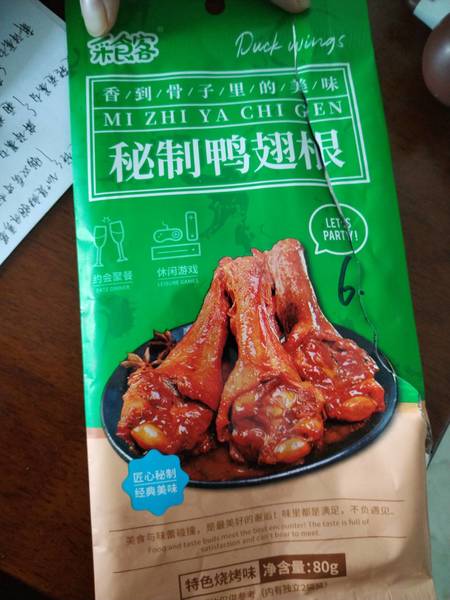 采食客
Duck wings
香/到/骨/子/里/的/美/味
MI ZHI YA CHI GEN
秘制鸭翅根
LET'S
PARTY!
约会聚餐
DATE DINNER
休闲游戏
LEISURE GAMES
6.
匠心秘制
经典美味
美食与味蕾碰撞，是最美好的邂逅！味里都是满足，不负遇见。
Food and taste buds meet the best encounter! The taste is full of
satisfaction and can't bear to meet
特色烧烤味
净含量：80g